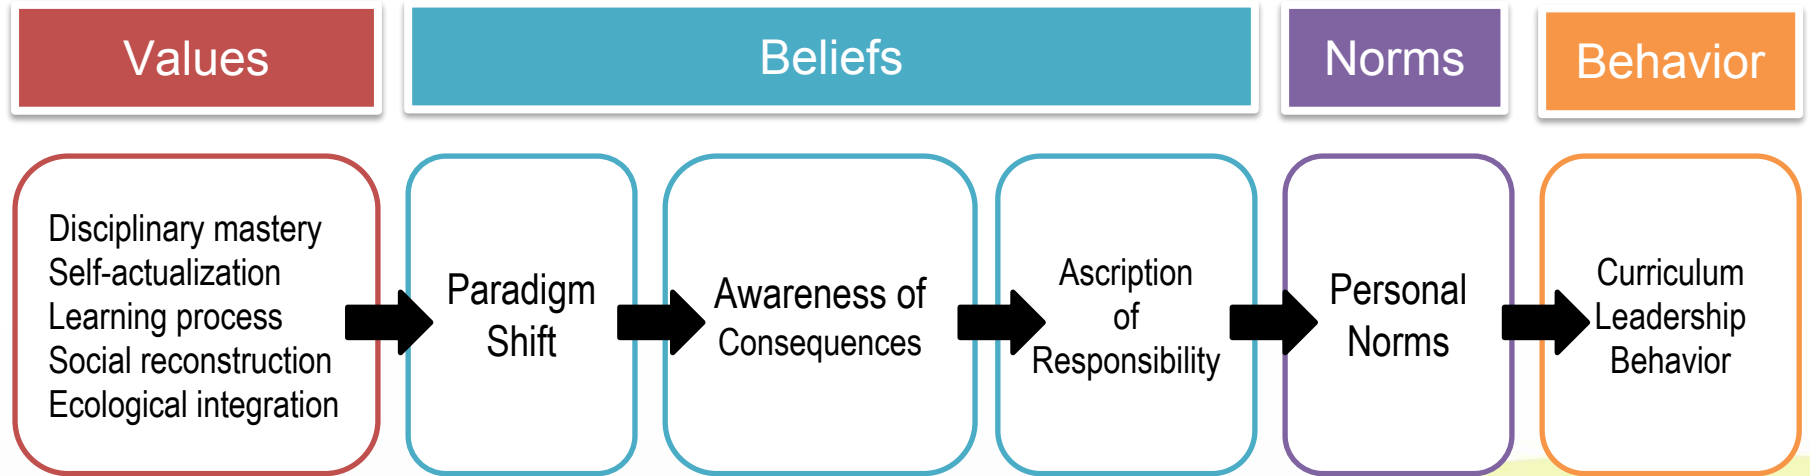 Values
Beliefs
Norms
Behavior
Disciplinary mastery
Self-actualization
Learning process
Social reconstruction
Ecological integration
Paradigm
Shift
Awareness of
Consequences
Ascription
of
Responsibility
Personal
Norms
Curriculum
Leadership
Behavior